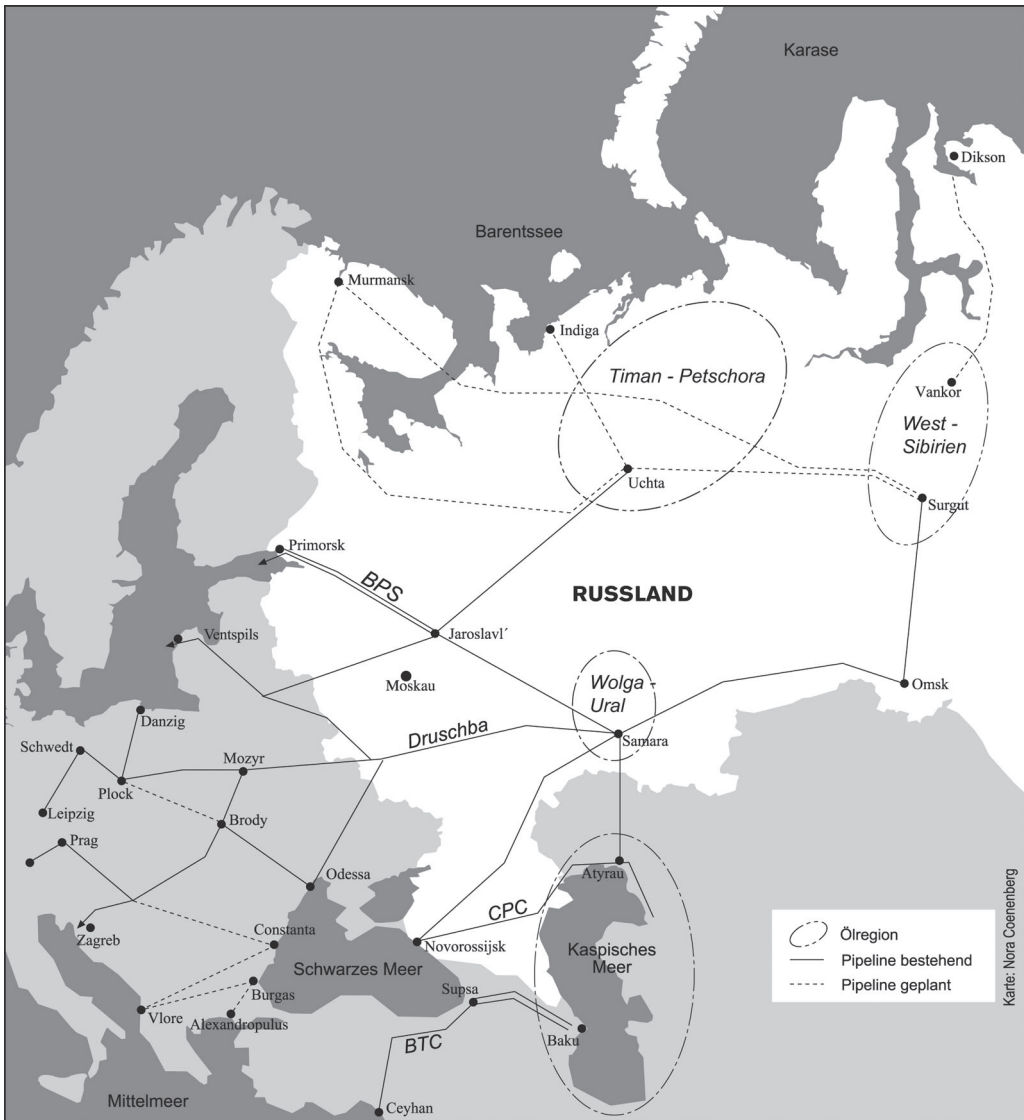 Karase
Dikson
Barentssee
Murmansk
Indiga
Timan - Petschora
Vankor
West -
Sibirien
Uchta
Surgut
Primorsk
BPS
RUSSLAND
Jaroslavl´
Ventspils
Moskau
Wolga -
Ural
Omsk
Danzig
Druschba
Samara
Schwedt
Mozyr
Plock
Leipzig
Brody
Prag
Odessa
Atyrau
CPC
Zagreb
Constanta
Novorossijsk
Kaspisches
Meer
Schwarzes Meer
Burgas
Supsa
Vlore
Alexandropulus
Baku
BTC
Mittelmeer
Ceyhan
Ölregion
Pipeline bestehend
Pipeline geplant
Karte: Nora Coenenberg